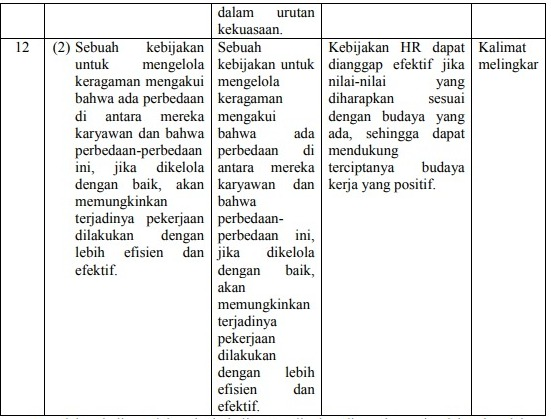 dalam urutan
kekuasaan.
12
(2) Sebuah kebijakan
untuk mengelola
keragaman mengakui
bahwa ada perbedaan
di antara mereka
karyawan dan bahwa
perbedaan-perbedaan
ini, jika dikelola
dengan baik, akan
memungkinkan
terjadinya pekerjaan
dilakukan dengan
lebih efisien dan
efektif.
Sebuah
kebijakan untuk
mengelola
keragaman
mengakui
bahwa ada
perbedaan di
antara mereka
karyawan dan
bahwa
perbedaan-
perbedaan ini,
jika dikelola
dengan baik,
akan
memungkinkan
terjadinya
pekerjaan
dilakukan
dengan lebih
efisien dan
efektif.
Kebijakan HR dapat
dianggap efektif jika
nilai-nilai yang
diharapkan sesuai
dengan budaya yang
ada, sehingga dapat
mendukung
terciptanya budaya
kerja yang positif.
Kalimat
melingkar